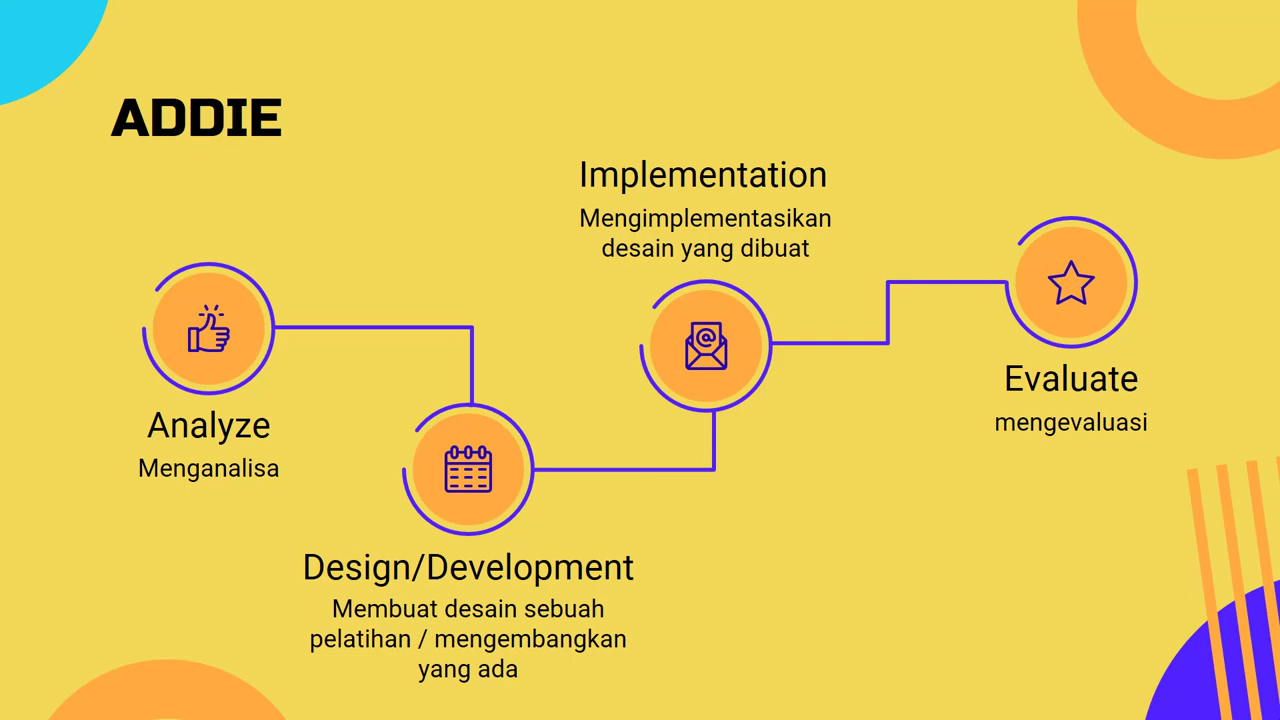 ADDIE
Analyze
Menganalisa
Design/Development
Membuat desain sebuah
pelatihan / mengembangkan
yang ada
Implementation
Mengimplementasikan
desain yang dibuat
Evaluate
mengevaluasi